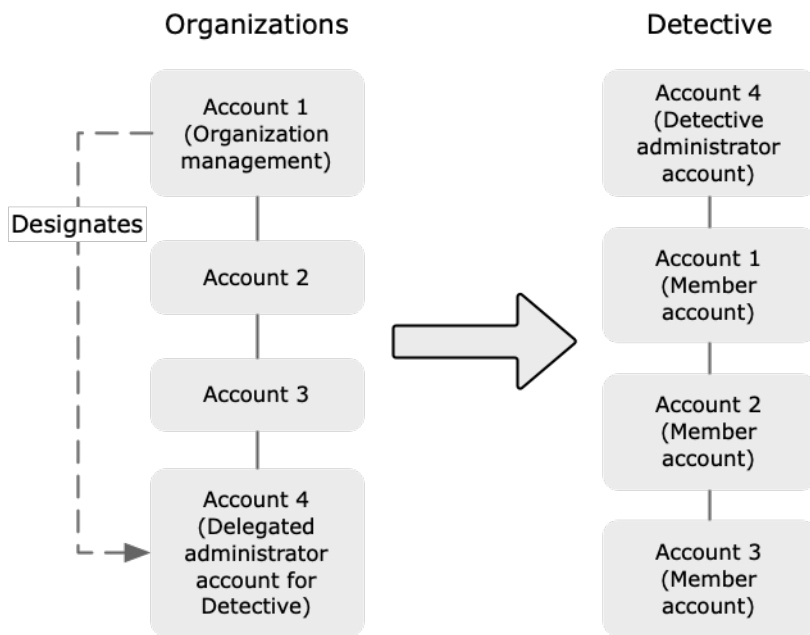 Organizations
Account 1
(Organization
management)
Designates
Account 2
Account 3
Account 4
(Delegated
administrator
account for
Detective)
Detective
Account 4
(Detective
administrator
account)
Account 1
(Member
account)
Account 2
(Member
account)
Account 3
(Member
account)